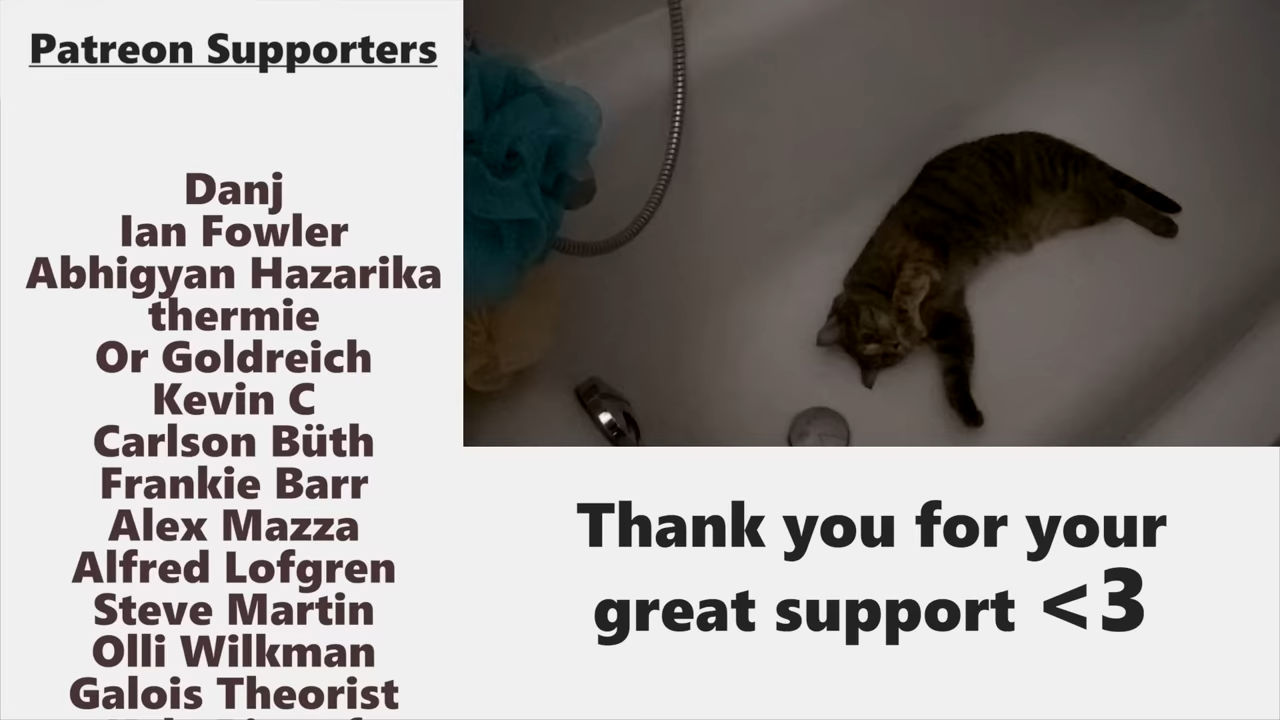 Patreon Supporters
Danj
Ian Fowler
Abhigyan Hazarika
thermie
Or Goldreich
Kevin C
Carlson Büth
Frankie Barr
Alex Mazza
Alfred Lofgren
Steve Martin
Olli Wilkman
Galois Theorist
Thank you for your
great support <3